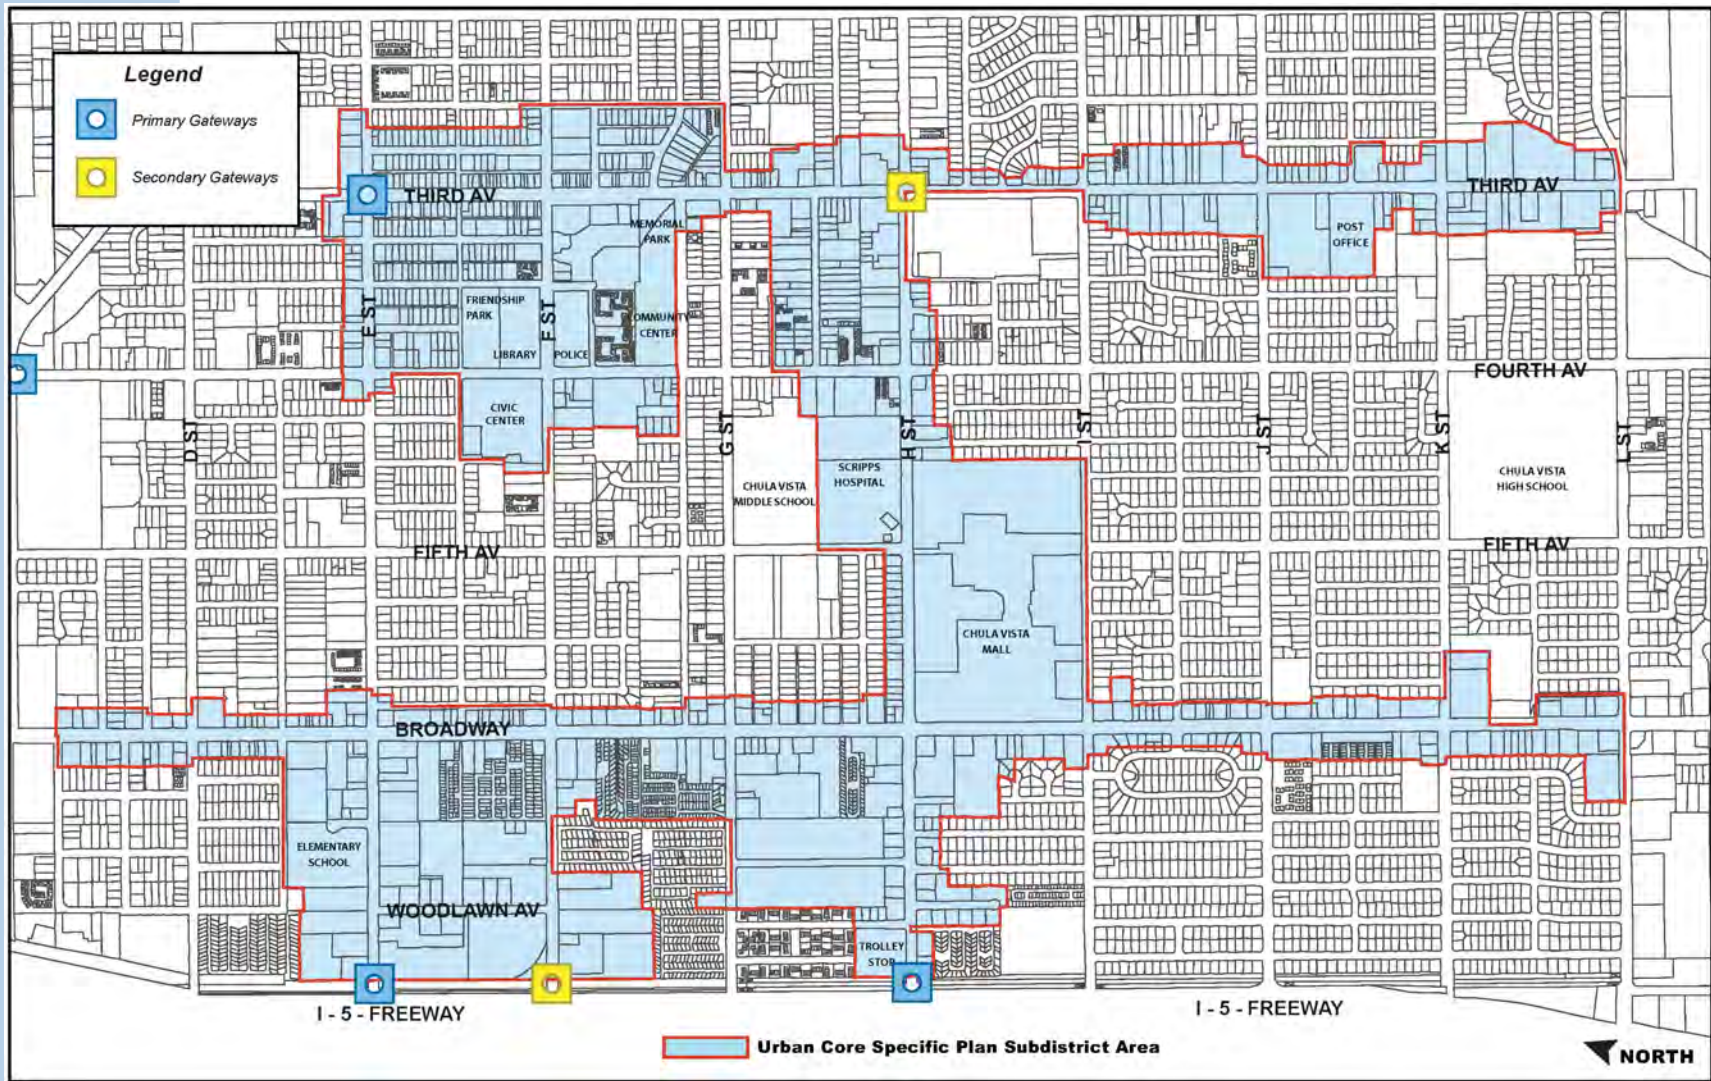 Legend
Primary Gateways
Secondary Gateways
THIRD AV
THIRD AV
MEMORIAL
PARK
POST
OFFICE
E ST
FRIENDSHIP
PARK
F ST
COMMUNITY
CENTER
LIBRARY
POLICE
FOURTH AV
CIVIC
CENTER
D ST
G ST
H ST
I ST
J ST
K ST
L ST
SCRIPPS
HOSPITAL
CHULA VISTA
MIDDLE SCHOOL
CHULA VISTA
HIGH SCHOOL
FIFTH AV
FIFTH AV
CHULA VISTA
MALL
BROADWAY
ELEMENTARY
SCHOOL
WOODLAWN AV
TROLLEY
STOP
I - 5 - FREEWAY
I - 5 - FREEWAY
Urban Core Specific Plan Subdistrict Area
NORTH